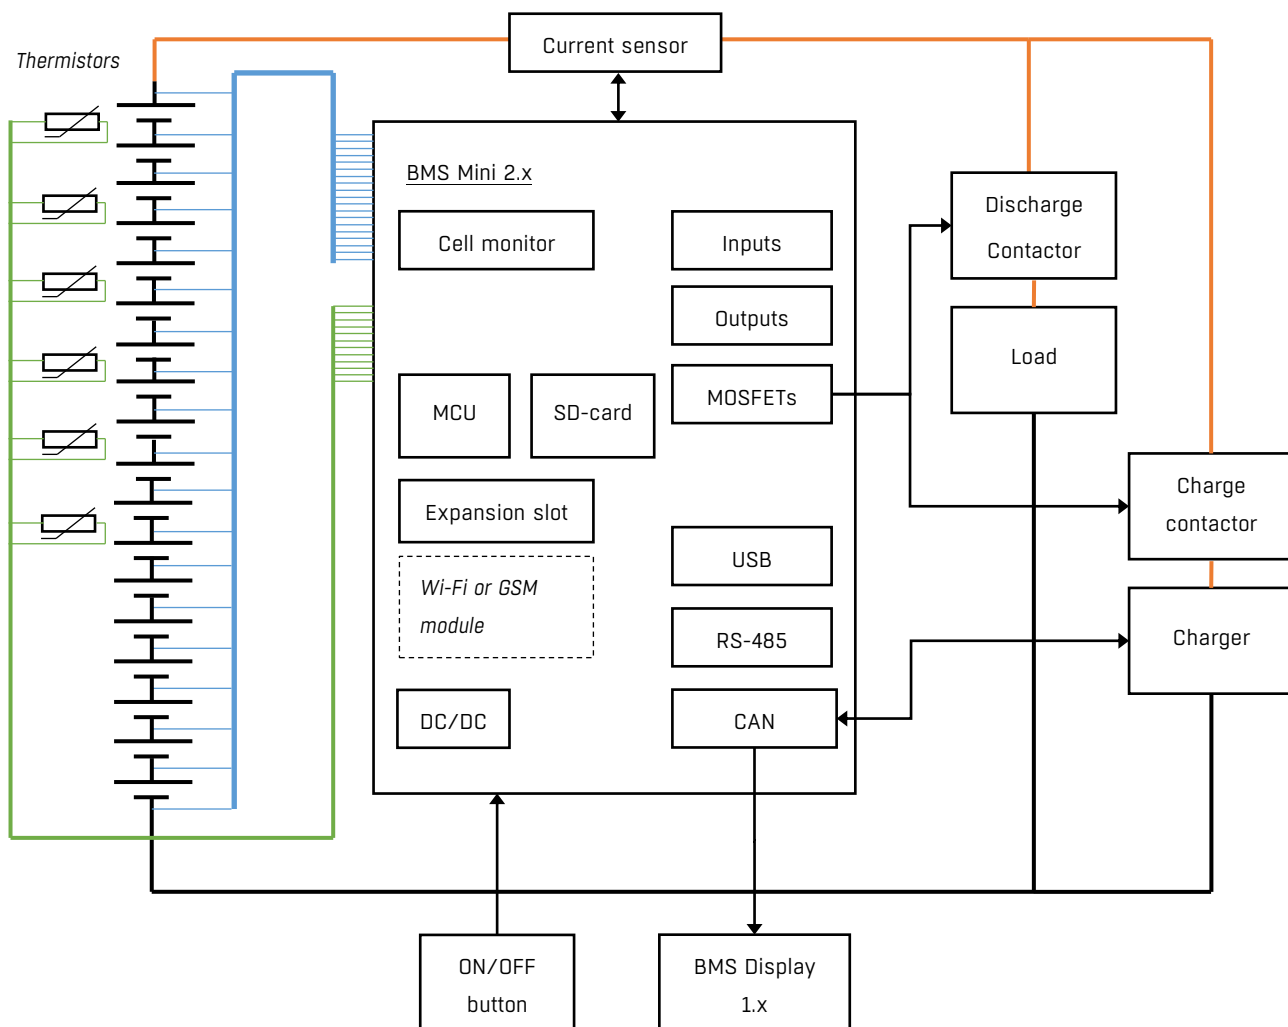 Current sensor
Thermistors
BMS Mini 2.x
Cell monitor
Inputs
Discharge
Contactor
Outputs
Load
MCU
SD-card
MOSFETs
Charge
contactor
Expansion slot
USB
Wi-Fi or GSM
module
RS-485
Charger
DC/DC
CAN
ON/OFF
button
BMS Display
1.x